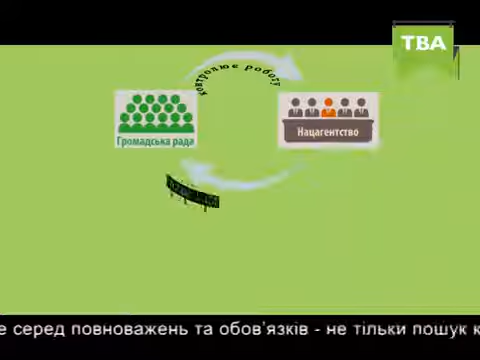 ТВА
контролює роботу
Громадська рада
Нацагентство
е серед повноважень та обов'язків - не тільки пошук к